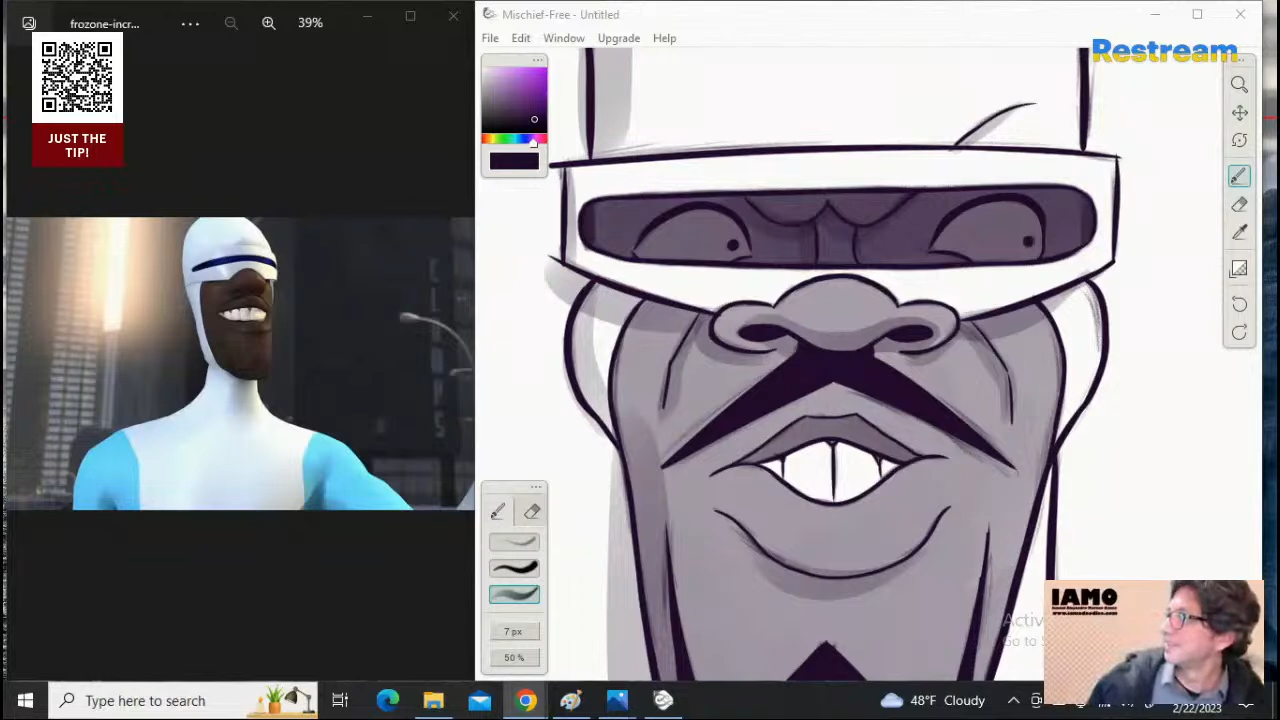 frozone-incr...
39%
JUST THE
TIP!
Mischief-Free - Untitled
File Edit Window Upgrade Help
Restream
7 px
50 %
IAMO
Type here to search
48°F Cloudy
2/22/2023